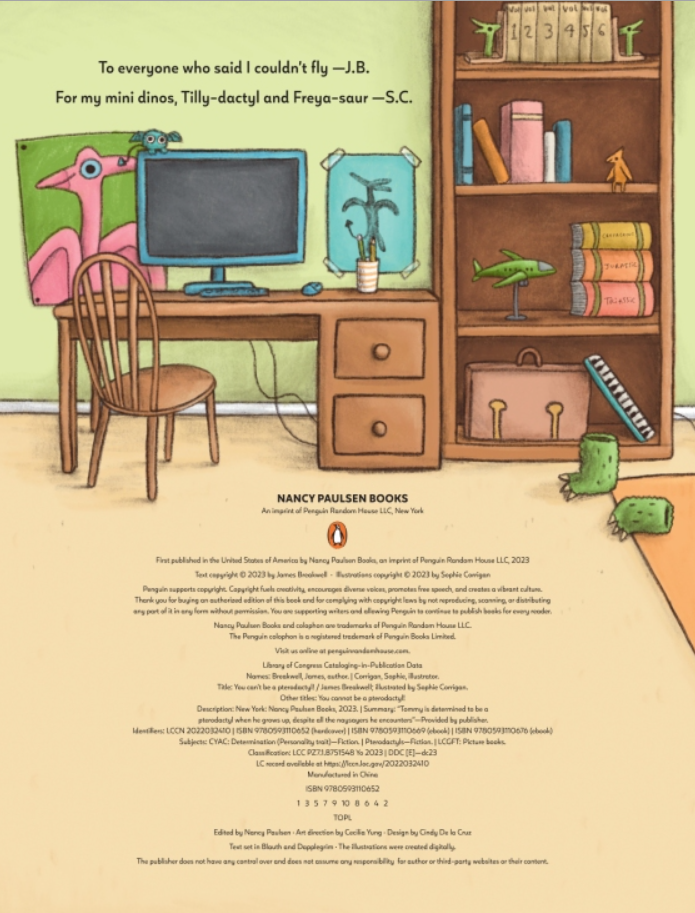 vol vol vol vol vol vol
1 2 3 4 5 6
To everyone who said I couldn't fly —J.B.
For my mini dinos, Tilly-dactyl and Freya-saur —S.C.
JURASSIC
TRIASSIC
NANCY PAULSEN BOOKS
An imprint of Penguin Random House LLC, New York
First published in the United States of America by Nancy Paulsen Books, an imprint of Penguin Random House LLC, 2023
Text copyright © 2023 by James Breakwell · Illustrations copyright © 2023 by Sophie Corrigan
Penguin supports copyright. Copyright fuels creativity, encourages diverse voices, promotes free speech, and creates a vibrant culture.
Thank you for buying an authorized edition of this book and for complying with copyright laws by not reproducing, scanning, or distributing
any part of it in any form without permission. You are supporting writers and allowing Penguin to continue to publish books for every reader.
Nancy Paulsen Books and colophon are trademarks of Penguin Random House LLC.
The Penguin colophon is a registered trademark of Penguin Books Limited.
Visit us online at penguinrandomhouse.com.
Library of Congress Cataloging-in-Publication Data
Names: Breakwell, James, author. | Corrigan, Sophie, illustrator.
Title: You can't be a pterodactyl! / James Breakwell; illustrated by Sophie Corrigan.
Other titles: You cannot be a pterodactyl!
Description: New York: Nancy Paulsen Books, 2023. | Summary: "Tommy is determined to be a
pterodactyl when he grows up, despite all the naysayers he encounters"—Provided by publisher.
Identifiers: LCCN 2022032410 | ISBN 9780593110652 (hardcover) | ISBN 9780593110669 (ebook) | ISBN 9780593110676 (ebook)
Subjects: CYAC: Determination (Personality trait)—Fiction. | Pterodactyls—Fiction. | LCGFT: Picture books.
Classification: LCC PZ7.1.B751548 Yo 2023 | DDC [E]—dc23
LC record available at https://lccn.loc.gov/2022032410
Manufactured in China
ISBN 9780593110652
1 3 5 7 9 10 8 6 4 2
TOPL
Edited by Nancy Paulsen · Art direction by Cecilia Yung · Design by Cindy De la Cruz
Text set in Blauth and Dapplegrim · The illustrations were created digitally.
The publisher does not have any control over and does not assume any responsibility for author or third-party websites or their content.